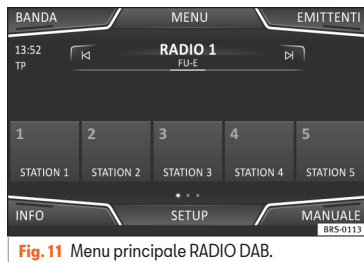 BANDA MENU EMITTENTI
13:52 RADIO 1
TP FU-E
1 2 3 4 5
STATION 1 STATION 2 STATION 3 STATION 4 STATION 5
INFO SETUP MANUALE
BRS-0113
Fig. 11 Menu principale RADIO DAB.